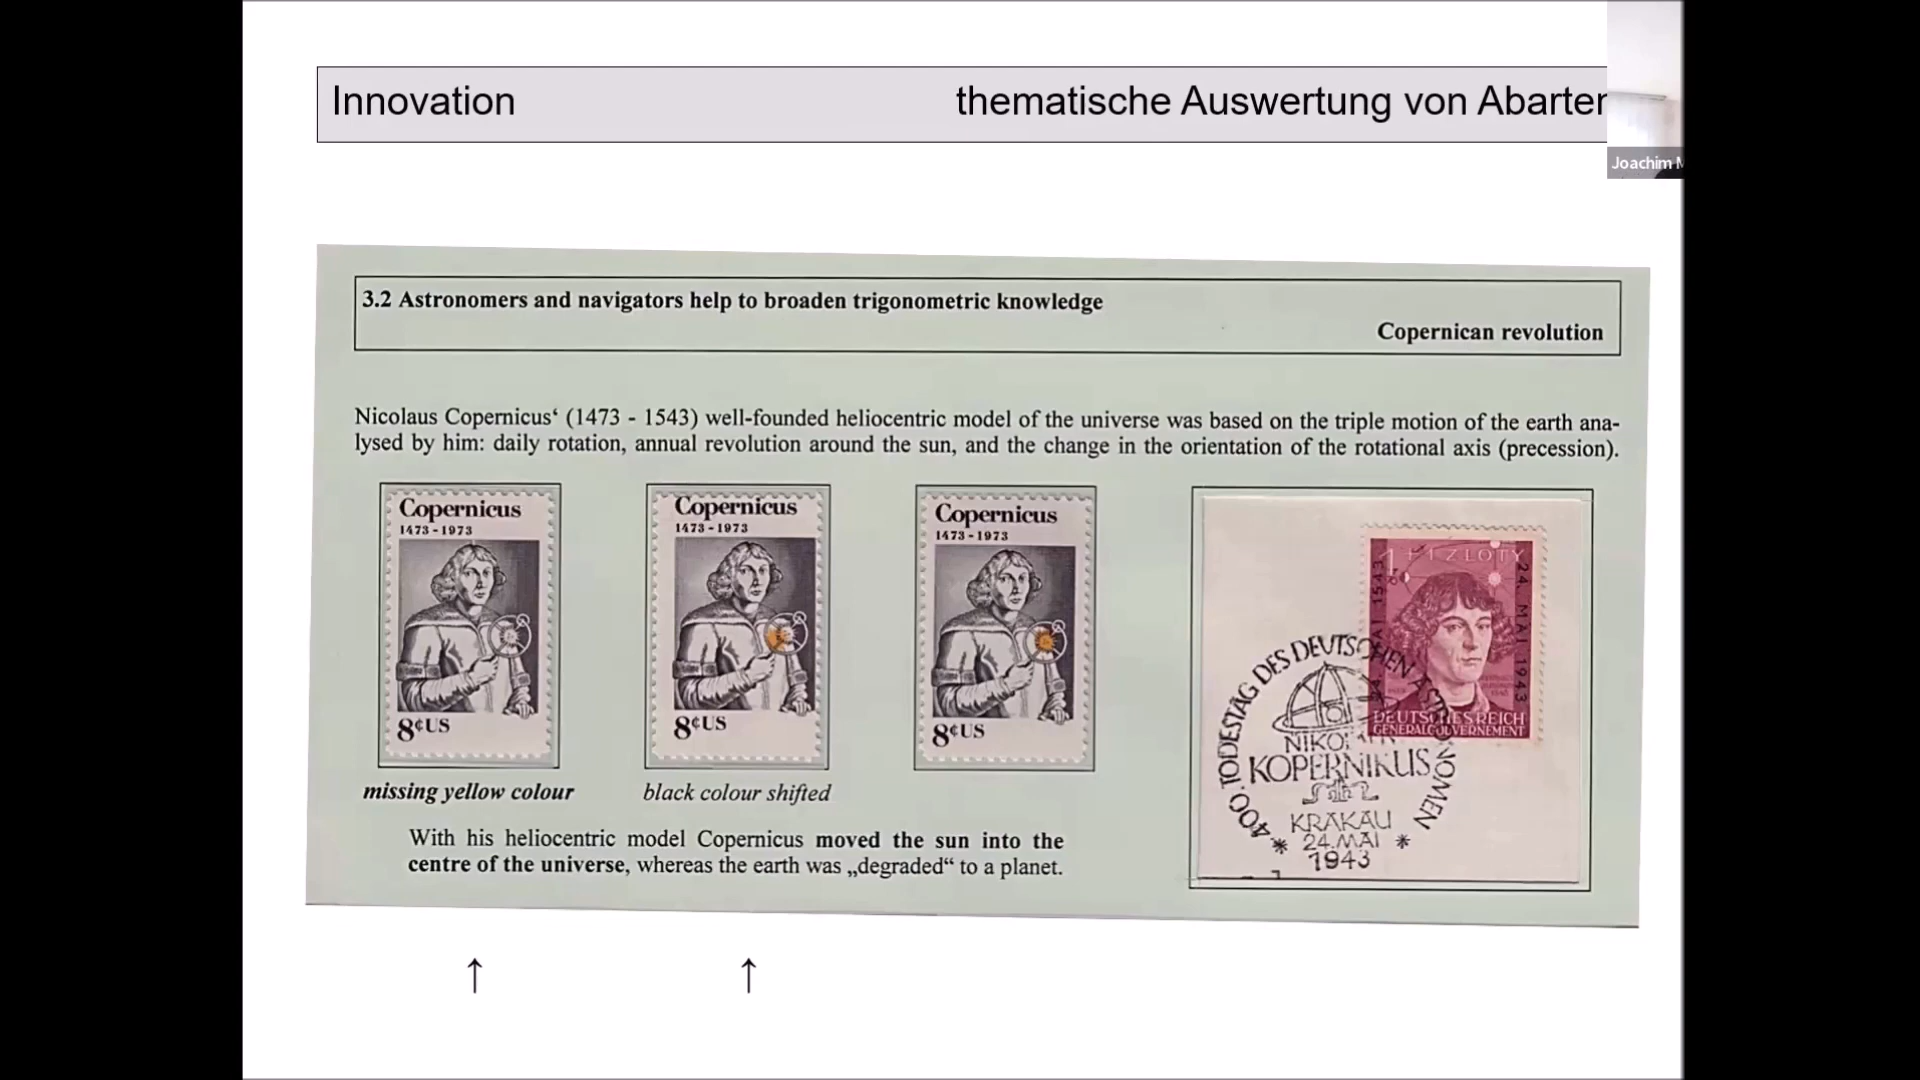 Innovation
thematische Auswertung von Abarten
Joachim M
3.2 Astronomers and navigators help to broaden trigonometric knowledge
Copernican revolution
Nicolaus Copernicus‘ (1473 - 1543) well-founded heliocentric model of the universe was based on the triple motion of the earth ana-
lysed by him: daily rotation, annual revolution around the sun, and the change in the orientation of the rotational axis (precession).
Copernicus
1473-1973
8¢US
Copernicus
1473-1973
8¢US
Copernicus
1473-1973
8¢US
1+1 ZLOTY
24. MAI 1543
24. MAI 1943
DEUTSCHES REICH
GENERALGOUVERNEMENT
400. TODESTAG DES DEUTSCHEN ASTRONOMEN
KOPERNIKUS
KRAKAU
24.MAI
1943
missing yellow colour
black colour shifted
With his heliocentric model Copernicus moved the sun into the
centre of the universe, whereas the earth was „degraded“ to a planet.